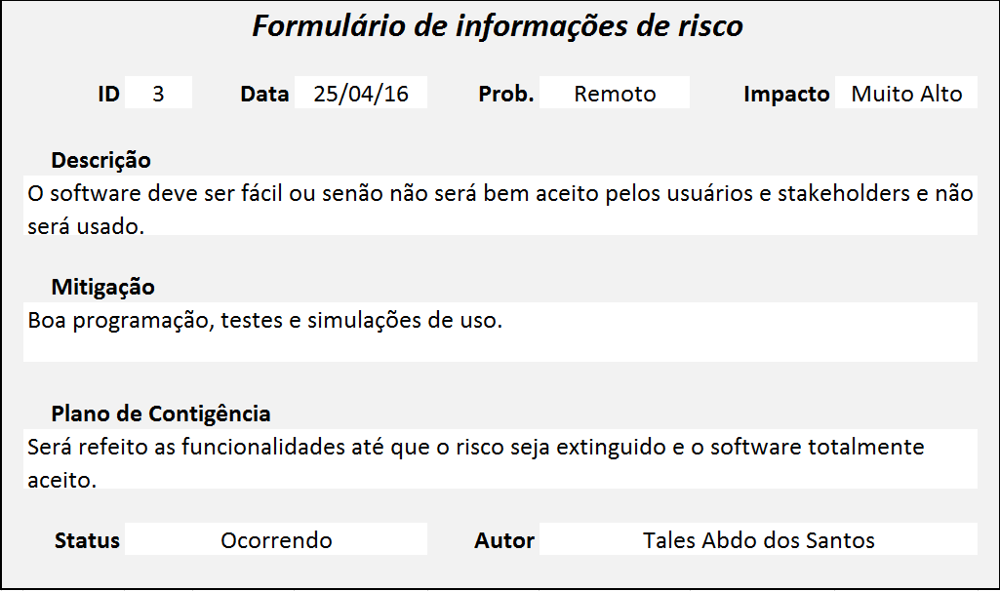 Formulário de informações de risco
ID 3 Data 25/04/16 Prob. Remoto Impacto Muito Alto
Descrição
O software deve ser fácil ou senão não será bem aceito pelos usuários e stakeholders e não
será usado.
Mitigação
Boa programação, testes e simulações de uso.
Plano de Contigência
Será refeito as funcionalidades até que o risco seja extinguido e o software totalmente
aceito.
Status Ocorrendo Autor Tales Abdo dos Santos